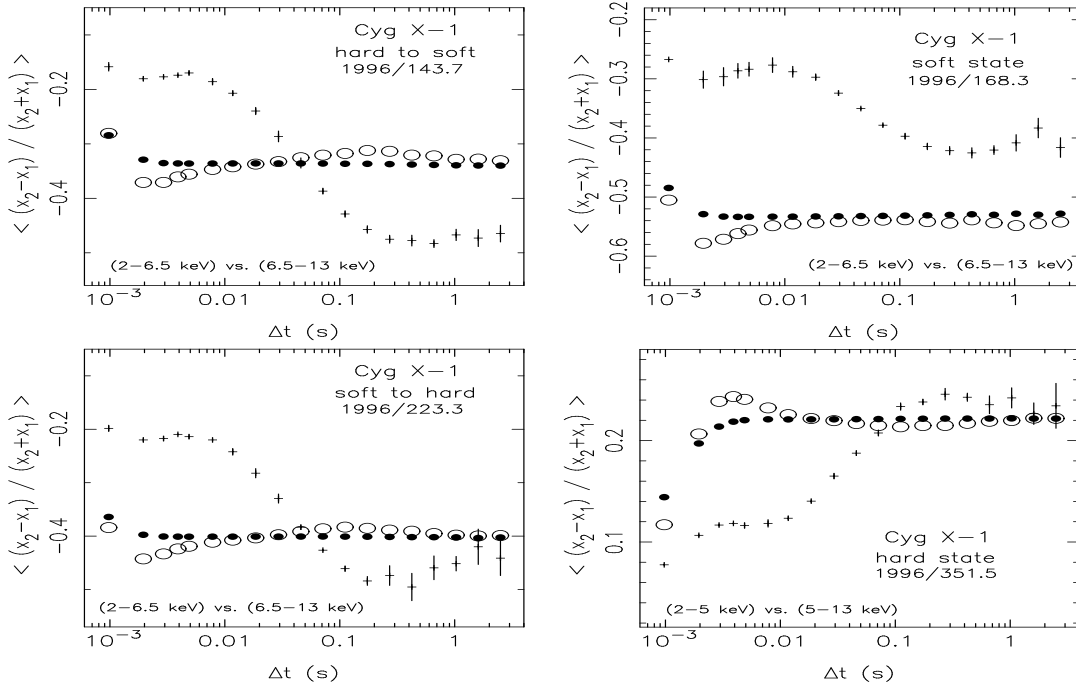 Cyg X−1
hard to soft
1996/143.7
(2−6.5 keV) vs. (6.5−13 keV)
< (x₂−x₁) / (x₂+x₁) >
−0.2
−0.4
10⁻³ 0.01 0.1 1
Δt (s)
Cyg X−1
soft state
1996/168.3
(2−6.5 keV) vs. (6.5−13 keV)
< (x₂−x₁) / (x₂+x₁) >
−0.2
−0.3
−0.4
−0.5
−0.6
10⁻³ 0.01 0.1 1
Δt (s)
Cyg X−1
soft to hard
1996/223.3
(2−6.5 keV) vs. (6.5−13 keV)
< (x₂−x₁) / (x₂+x₁) >
−0.2
−0.4
10⁻³ 0.01 0.1 1
Δt (s)
Cyg X−1
hard state
1996/351.5
(2−5 keV) vs. (5−13 keV)
< (x₂−x₁) / (x₂+x₁) >
0.2
0.1
10⁻³ 0.01 0.1 1
Δt (s)